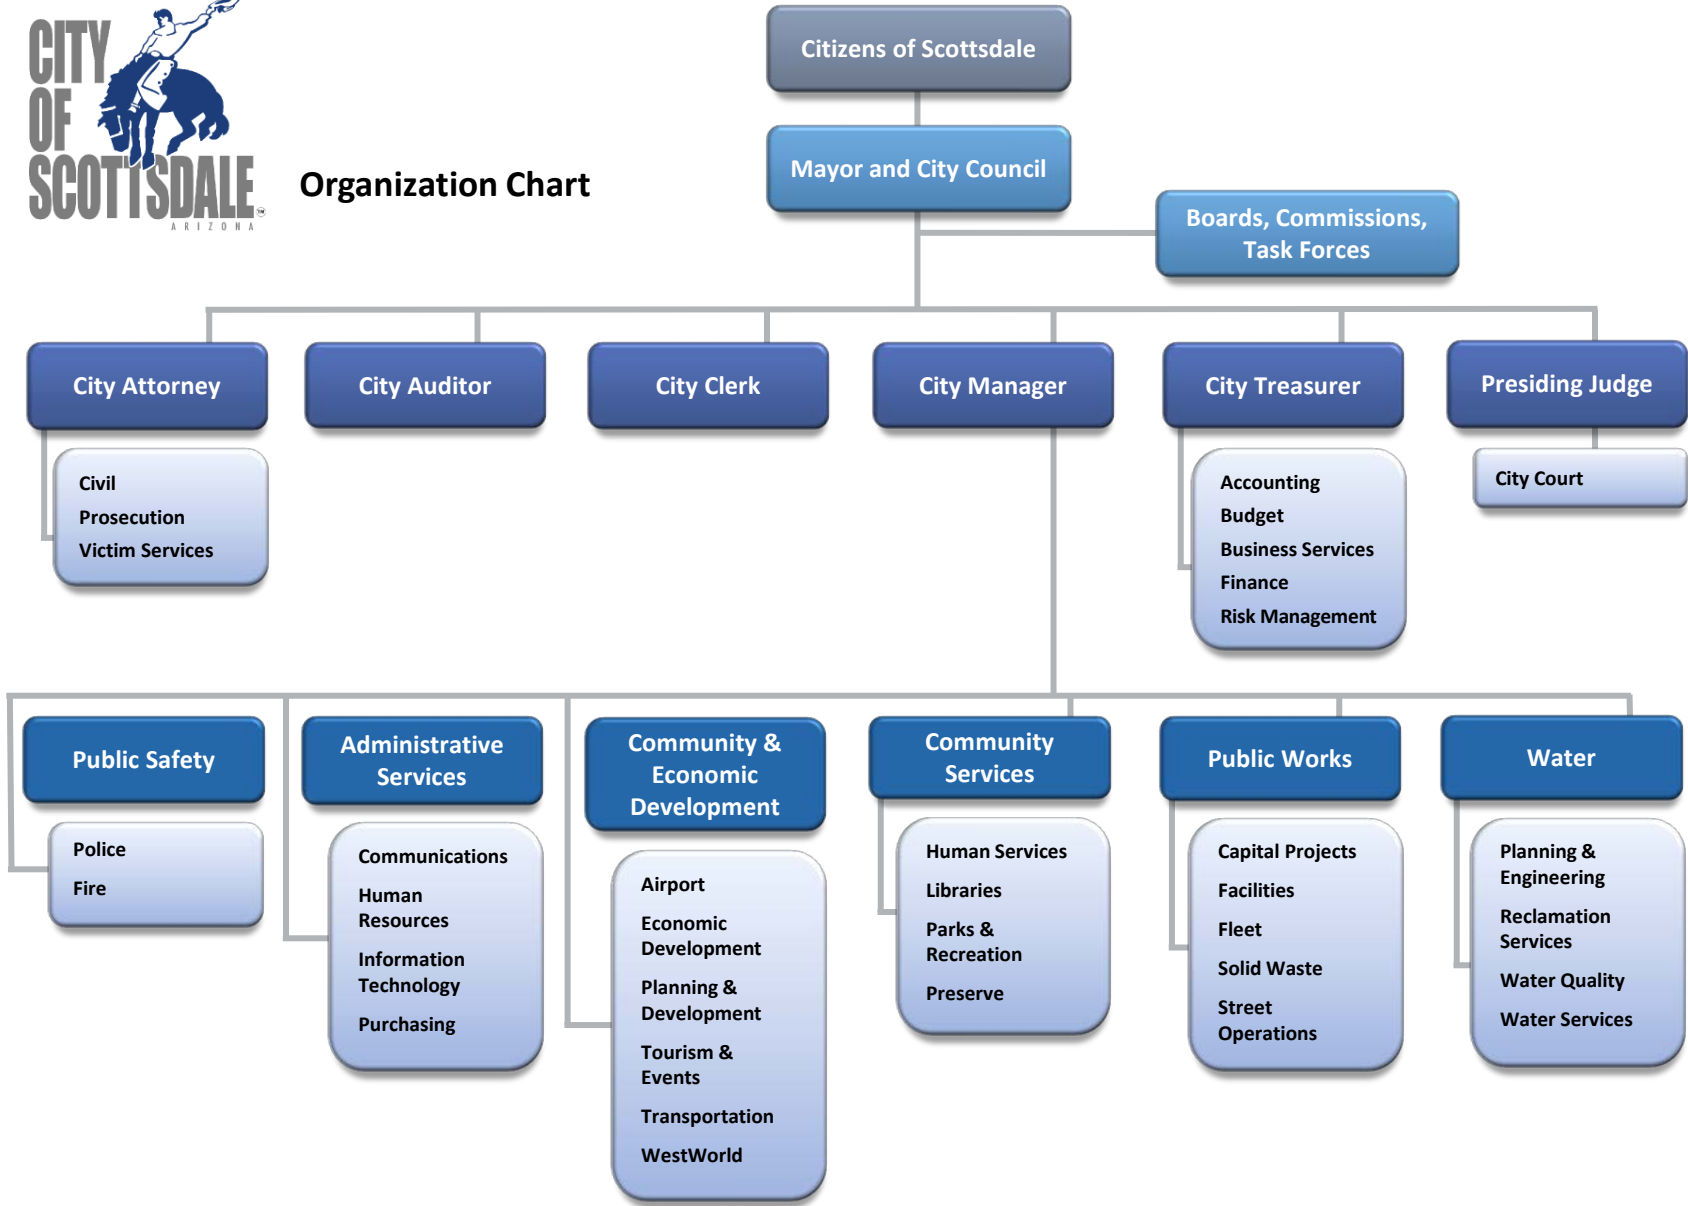 CITY
OF
SCOTTSDALE
TM
ARIZONA
Organization Chart
Citizens of Scottsdale
Mayor and City Council
Boards, Commissions,
Task Forces
City Attorney
City Auditor
City Clerk
City Manager
City Treasurer
Presiding Judge
Civil
Prosecution
Victim Services
Accounting
Budget
Business Services
Finance
Risk Management
City Court
Public Safety
Administrative
Services
Community &
Economic
Development
Community
Services
Public Works
Water
Police
Fire
Communications
Human
Resources
Information
Technology
Purchasing
Airport
Economic
Development
Planning &
Development
Tourism &
Events
Transportation
WestWorld
Human Services
Libraries
Parks &
Recreation
Preserve
Capital Projects
Facilities
Fleet
Solid Waste
Street
Operations
Planning &
Engineering
Reclamation
Services
Water Quality
Water Services